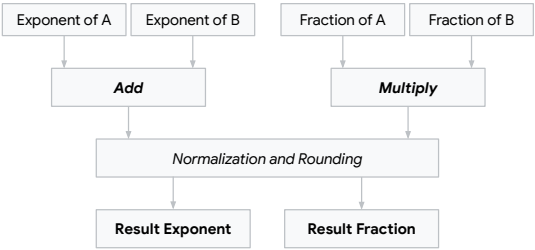 Exponent of A
Exponent of B
Fraction of A
Fraction of B
Add
Multiply
Normalization and Rounding
Result Exponent
Result Fraction